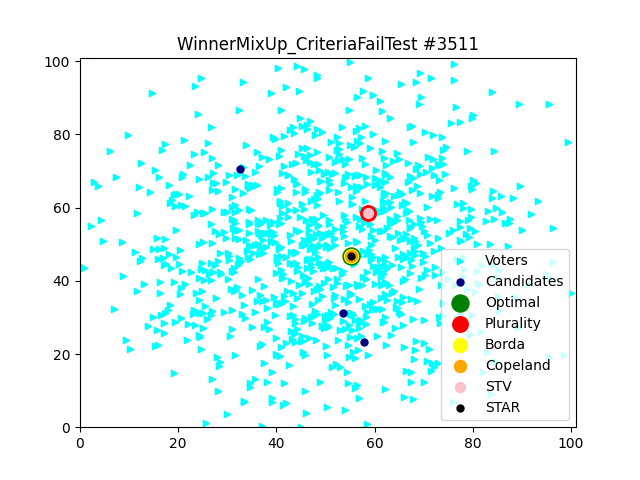 WinnerMixUp_CriteriaFailTest #3511
100
80
60
40
20
0
0
20
40
60
80
100
Voters
Candidates
Optimal
Plurality
Borda
Copeland
STV
STAR